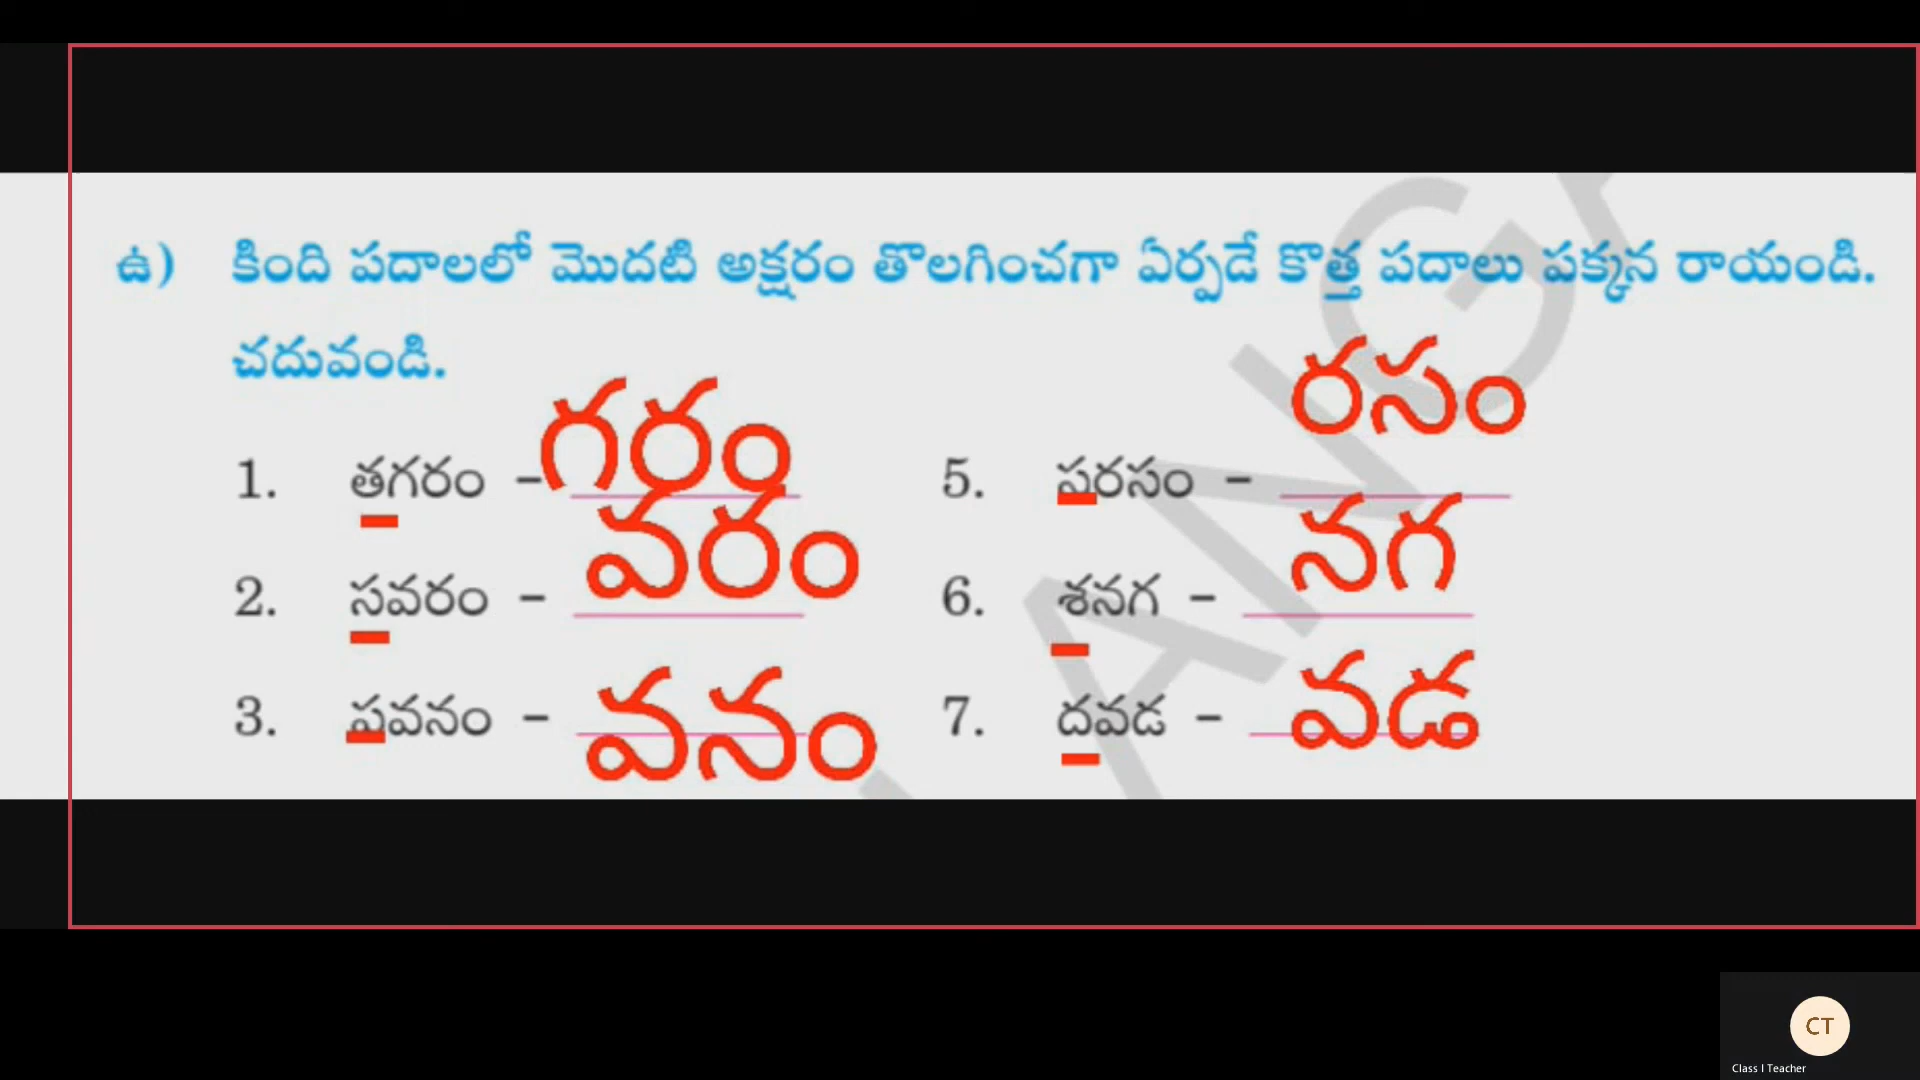 ఉ) కింది పదాలలో మొదటి అక్షరం తొలగించగా ఏర్పడే కొత్త పదాలు పక్కన రాయండి.
చదువండి.
1. తగరం – గరం
2. సవరం – వరం
3. పవనం – వనం
5. సరసం – రసం
6. శనగ – నగ
7. దవడ – వడ
CT
Class I Teacher